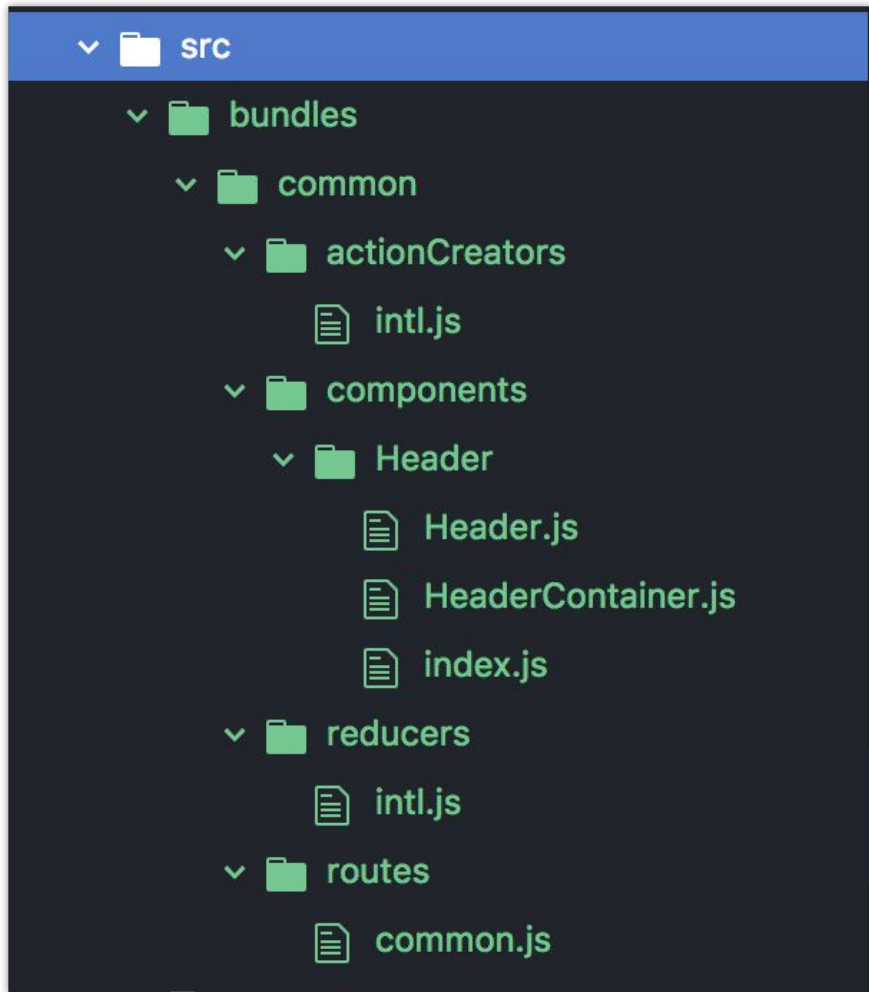 src
bundles
common
actionCreators
intl.js
components
Header
Header.js
HeaderContainer.js
index.js
reducers
intl.js
routes
common.js